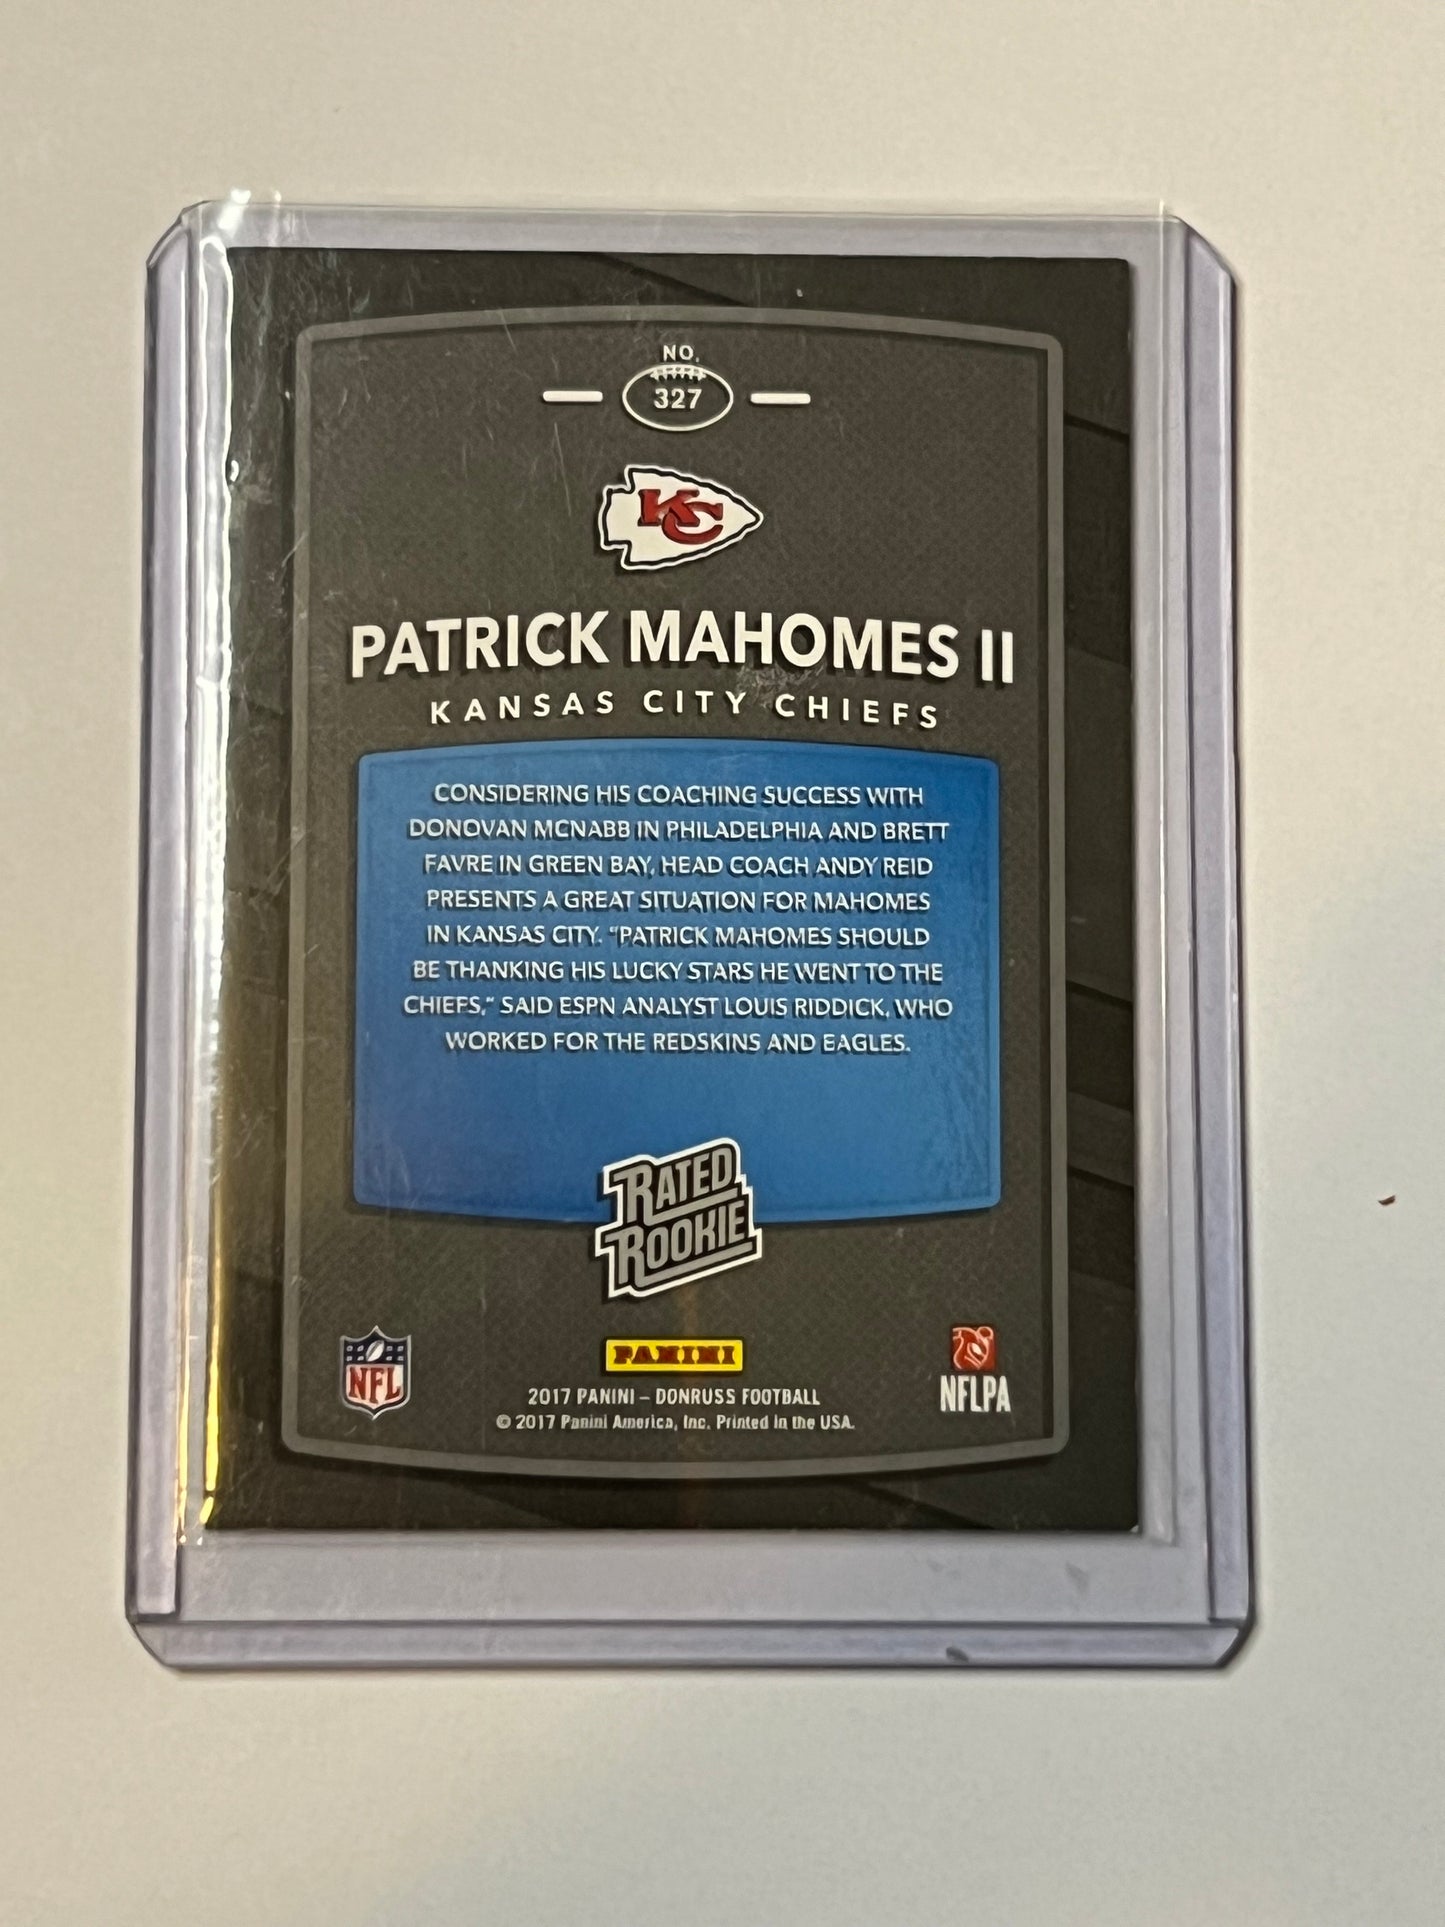 NO.
327
KC
PATRICK MAHOMES II
KANSAS CITY CHIEFS
CONSIDERING HIS COACHING SUCCESS WITH
DONOVAN MCNABB IN PHILADELPHIA AND BRETT
FAVRE IN GREEN BAY, HEAD COACH ANDY REID
PRESENTS A GREAT SITUATION FOR MAHOMES
IN KANSAS CITY. "PATRICK MAHOMES SHOULD
BE THANKING HIS LUCKY STARS HE WENT TO THE
CHIEFS," SAID ESPN ANALYST LOUIS RIDDICK, WHO
WORKED FOR THE REDSKINS AND EAGLES.
RATED
ROOKIE
NFL
PANINI
NFLPA
2017 PANINI – DONRUSS FOOTBALL
© 2017 Panini America, Inc. Printed in the USA.